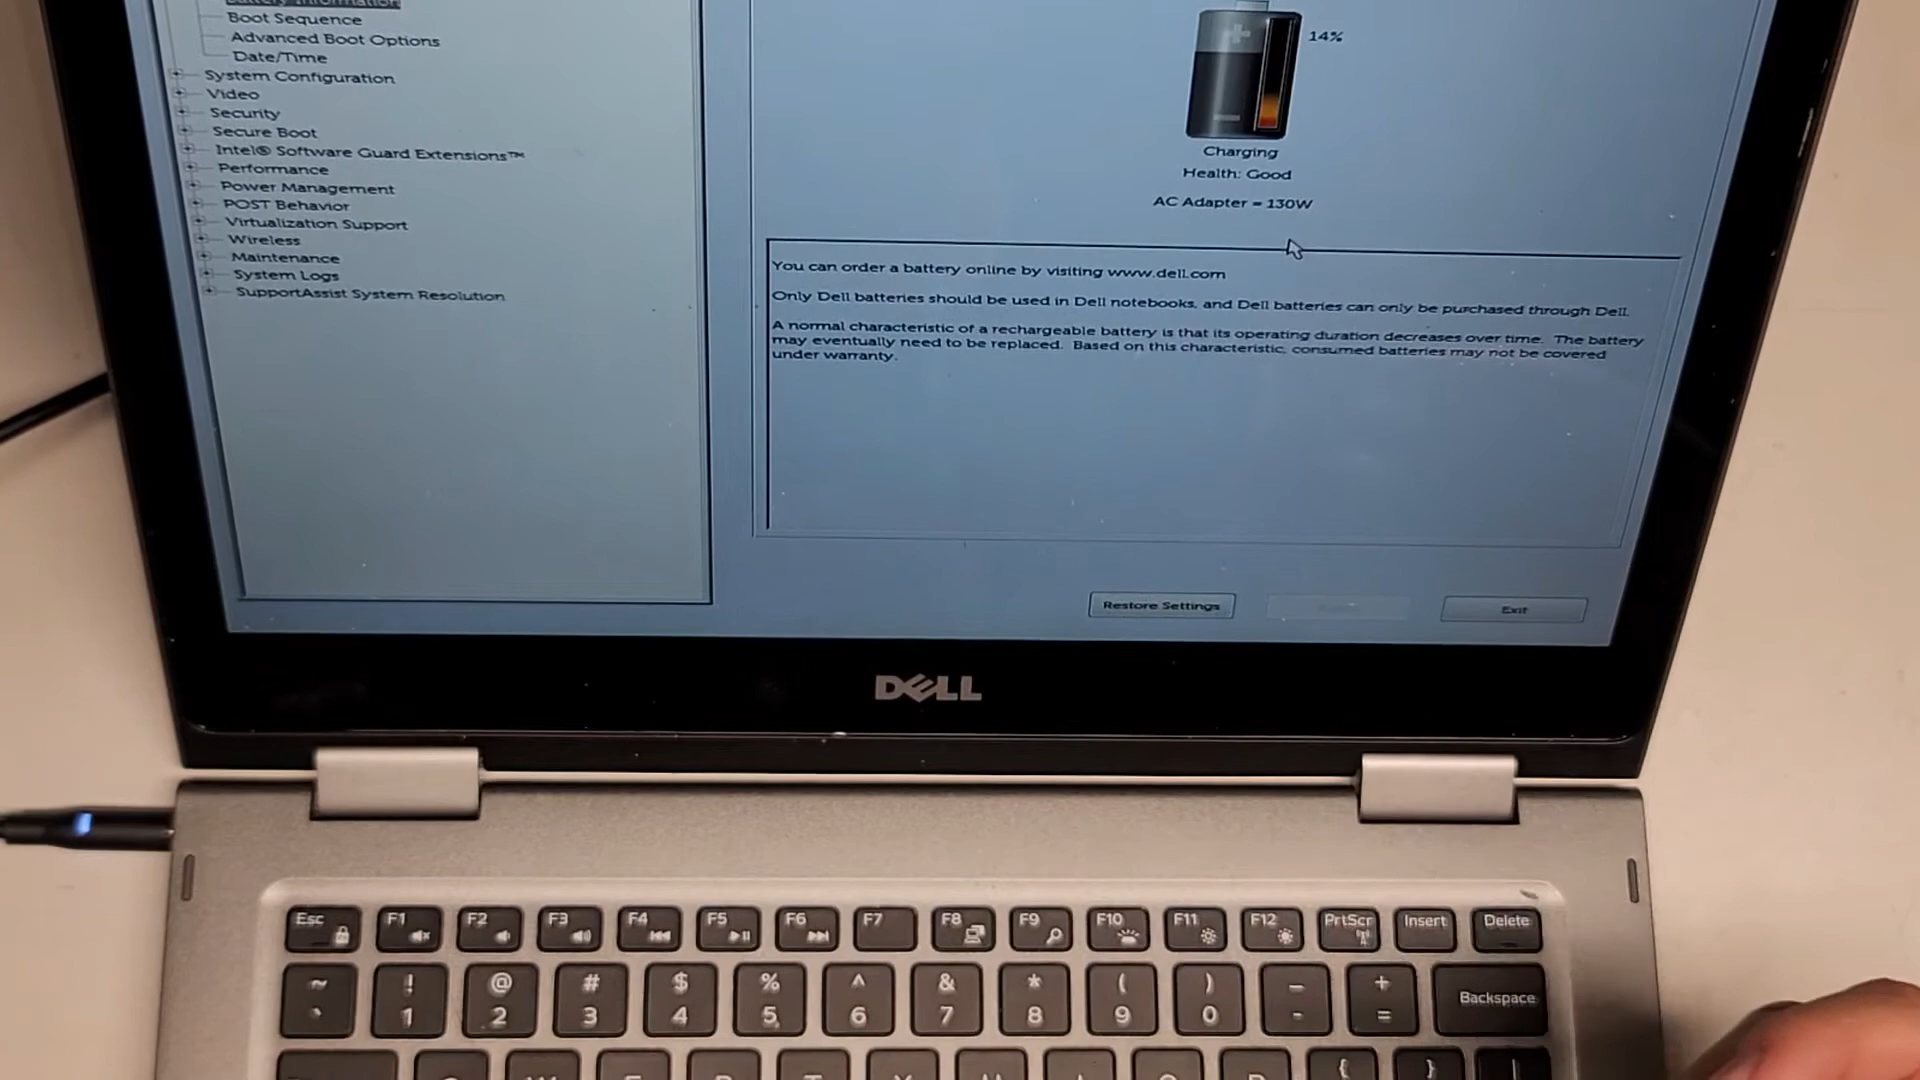 Battery Information
Boot Sequence
Advanced Boot Options
Date/Time
System Configuration
Video
Security
Secure Boot
Intel® Software Guard Extensions™
Performance
Power Management
POST Behavior
Virtualization Support
Wireless
Maintenance
System Logs
SupportAssist System Resolution
14%
Charging
Health: Good
AC Adapter = 130W
You can order a battery online by visiting www.dell.com
Only Dell batteries should be used in Dell notebooks, and Dell batteries can only be purchased through Dell.
A normal characteristic of a rechargeable battery is that its operating duration decreases over time. The battery
may eventually need to be replaced. Based on this characteristic, consumed batteries may not be covered
under warranty.
Restore Settings
Exit
DELL
Esc F1 F2 F3 F4 F5 F6 F7 F8 F9 F10 F11 F12 PrtScr Insert Delete
~ ! @ # $ % ^ & * ( ) _ +
` 1 2 3 4 5 6 7 8 9 0 - = Backspace
{ } |